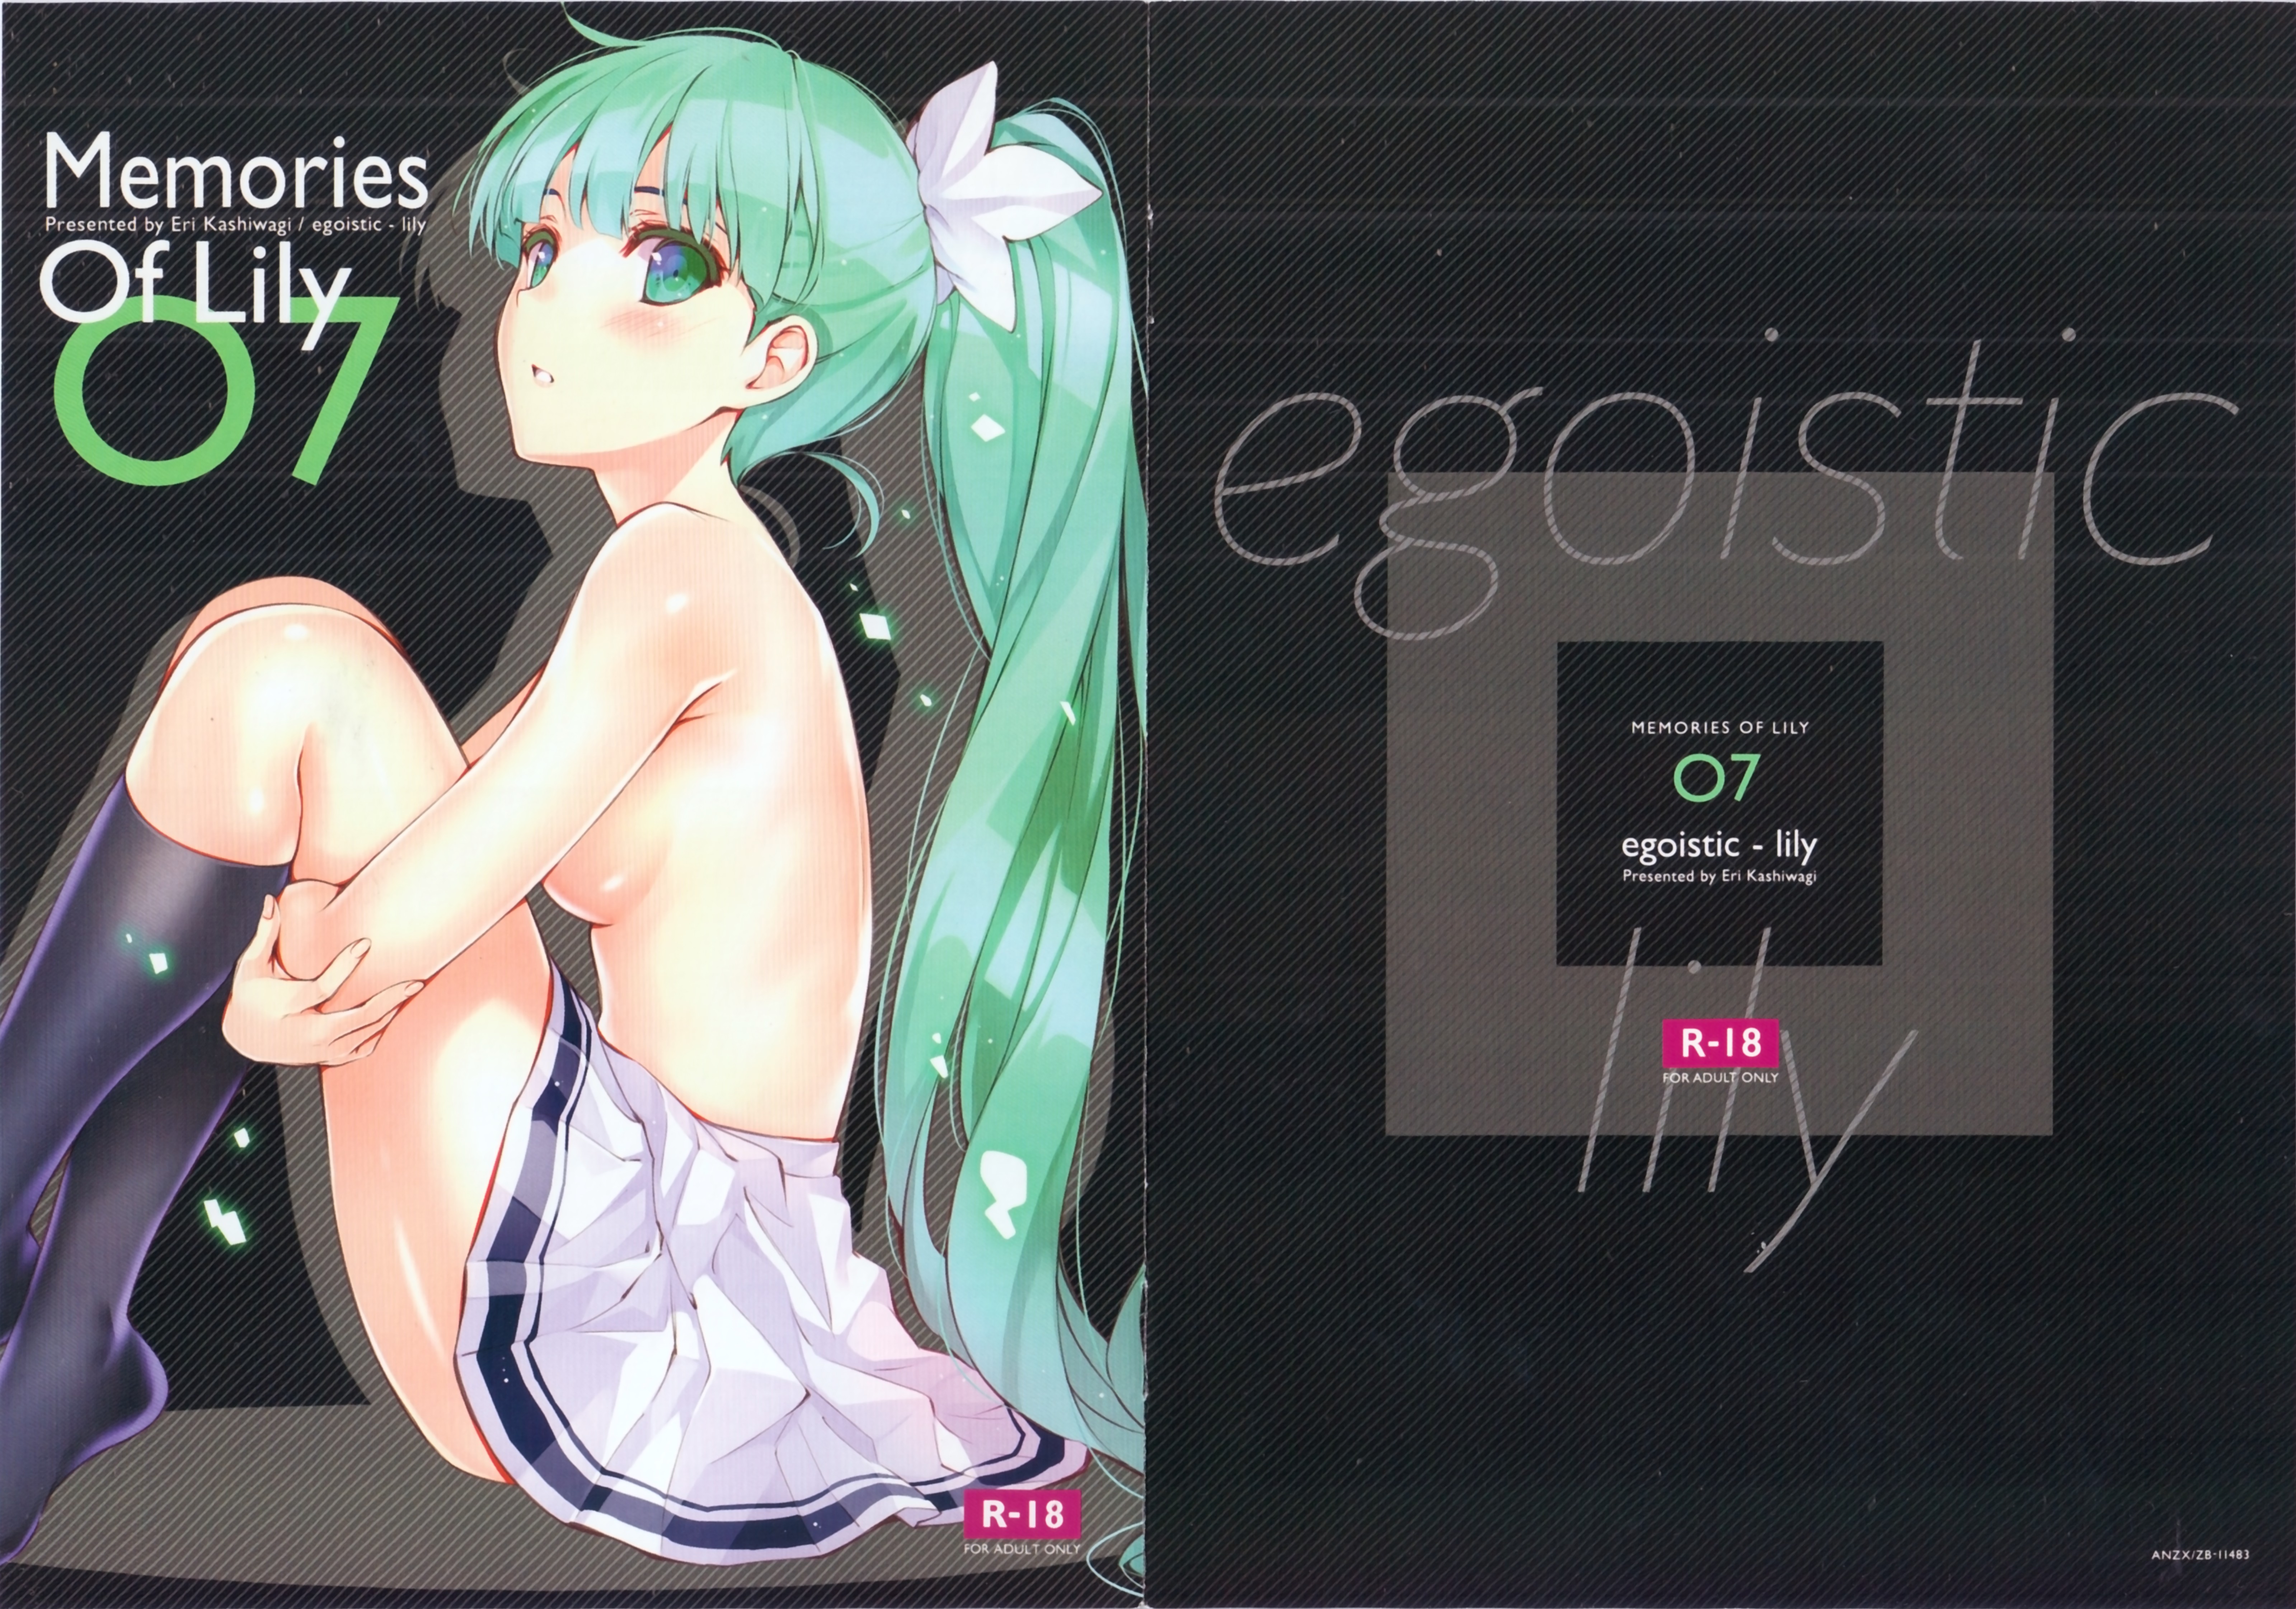 Memories
Presented by Eri Kashiwagi / egoistic - lily
Of Lily
07
R-18
FOR ADULT ONLY
egoistic
MEMORIES OF LILY
07
egoistic - lily
Presented by Eri Kashiwagi
lily
R-18
FOR ADULT ONLY
ANZX/ZB-11483